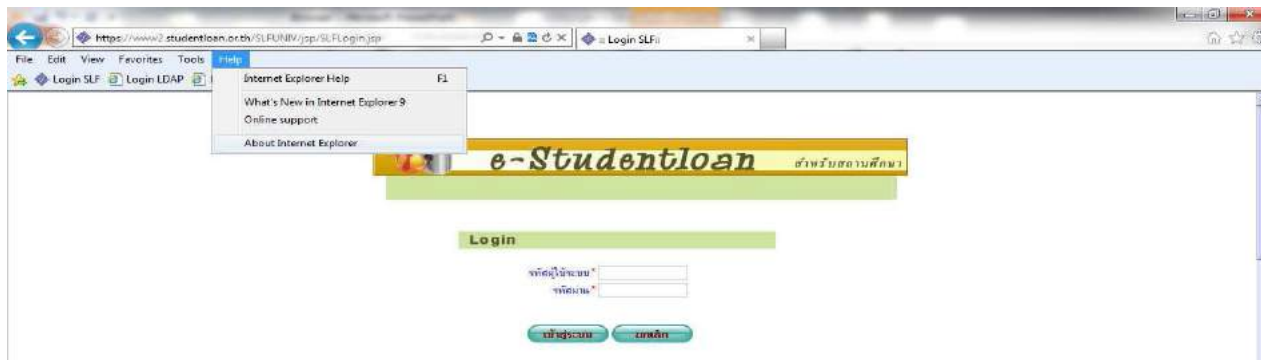 https://www2.studentloan.or.th/SLFUNIV/jsp/SLFLogin.jsp
:: Login SLF::
File Edit View Favorites Tools Help
Login SLF Login LDAP
Internet Explorer Help F1
What's New in Internet Explorer 9
Online support
About Internet Explorer
e-Studentloan สำหรับสถานศึกษา
Login
รหัสผู้ใช้ระบบ*
รหัสผ่าน*
เข้าสู่ระบบ ยกเลิก